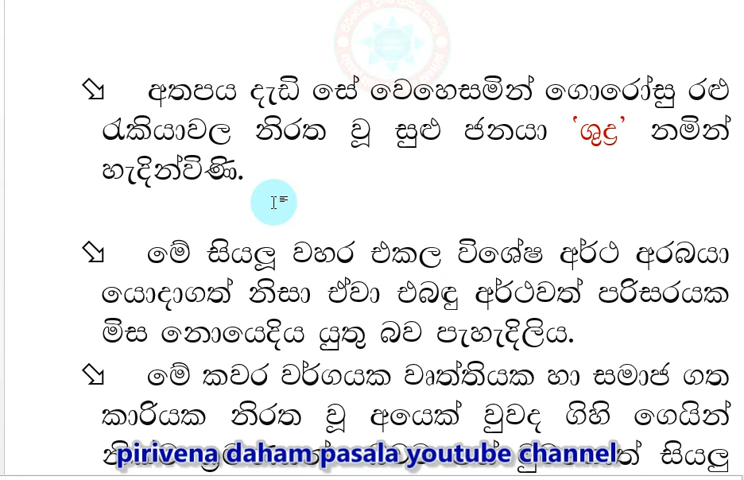 අතපය දැඩි සේ වෙහෙසමින් ගොරෝසු රළු
රැකියාවල නිරත වූ සුළු ජනයා ‘ශුද්‍ර’ නමින්
හැදින්විණි.
මේ සියලූ වහර එකල විශේෂ අර්ථ අරබයා
යොදාගත් නිසා ඒවා එබඳු අර්ථවත් පරිසරයක
මිස නොයෙදිය යුතු බව පැහැදිලිය.
මේ කවර වර්ගයක වෘත්තියක හා සමාජ ගත
කාරියක නිරත වූ අයෙක් වුවද ගිහි ගෙයින්
සියලු
pirivena daham pasala youtube channel